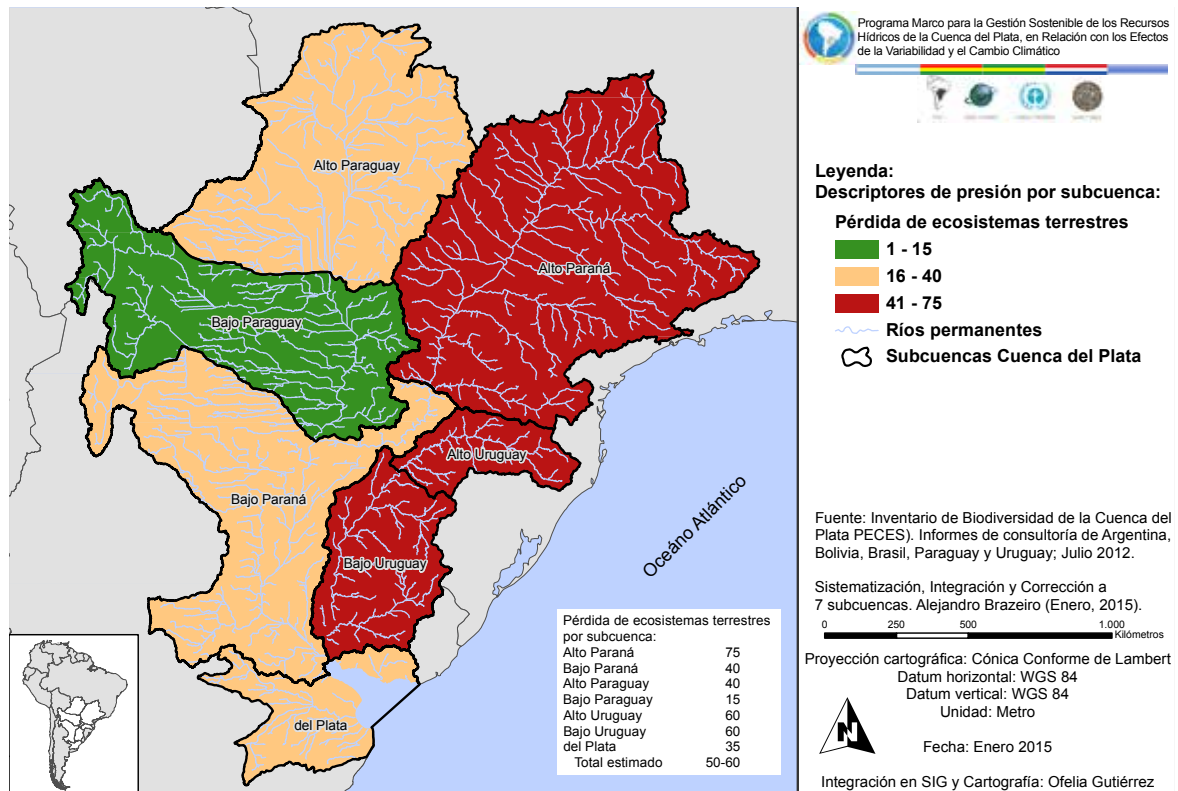 Programa Marco para la Gestión Sostenible de los Recursos
Hídricos de la Cuenca del Plata, en Relación con los Efectos
de la Variabilidad y el Cambio Climático
Leyenda:
Descriptores de presión por subcuenca:
Pérdida de ecosistemas terrestres
1 - 15
16 - 40
41 - 75
Ríos permanentes
Subcuencas Cuenca del Plata
Alto Paraguay
Alto Paraná
Bajo Paraguay
Alto Uruguay
Bajo Paraná
Bajo Uruguay
del Plata
Oceáno Atlántico
Pérdida de ecosistemas terrestres
por subcuenca:
Alto Paraná 75
Bajo Paraná 40
Alto Paraguay 40
Bajo Paraguay 15
Alto Uruguay 60
Bajo Uruguay 60
del Plata 35
Total estimado 50-60
Fuente: Inventario de Biodiversidad de la Cuenca del
Plata PECES). Informes de consultoría de Argentina,
Bolivia, Brasil, Paraguay y Uruguay; Julio 2012.
Sistematización, Integración y Corrección a
7 subcuencas. Alejandro Brazeiro (Enero, 2015).
0 250 500 1.000
Kilómetros
Proyección cartográfica: Cónica Conforme de Lambert
Datum horizontal: WGS 84
Datum vertical: WGS 84
Unidad: Metro
N
Fecha: Enero 2015
Integración en SIG y Cartografía: Ofelia Gutiérrez